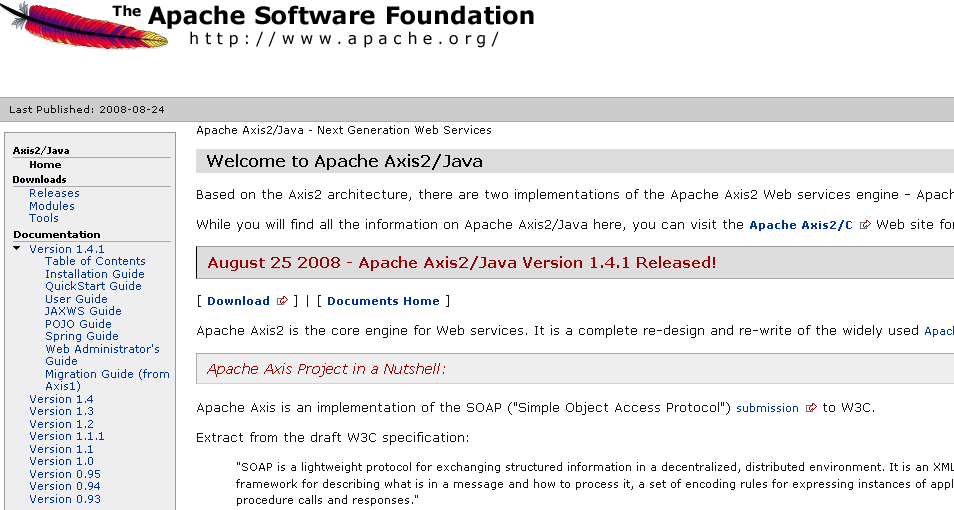 The Apache Software Foundation
http://www.apache.org/
Last Published: 2008-08-24
Axis2/Java
Home
Downloads
Releases
Modules
Tools
Documentation
Version 1.4.1
Table of Contents
Installation Guide
QuickStart Guide
User Guide
JAXWS Guide
POJO Guide
Spring Guide
Web Administrator's
Guide
Migration Guide (from
Axis1)
Version 1.4
Version 1.3
Version 1.2
Version 1.1.1
Version 1.1
Version 1.0
Version 0.95
Version 0.94
Version 0.93
Apache Axis2/Java - Next Generation Web Services
Welcome to Apache Axis2/Java
Based on the Axis2 architecture, there are two implementations of the Apache Axis2 Web services engine - Apach
While you will find all the information on Apache Axis2/Java here, you can visit the Apache Axis2/C Web site for
August 25 2008 - Apache Axis2/Java Version 1.4.1 Released!
[ Download ] | [ Documents Home ]
Apache Axis2 is the core engine for Web services. It is a complete re-design and re-write of the widely used Apac
Apache Axis Project in a Nutshell:
Apache Axis is an implementation of the SOAP ("Simple Object Access Protocol") submission to W3C.
Extract from the draft W3C specification:
"SOAP is a lightweight protocol for exchanging structured information in a decentralized, distributed environment. It is an XML
framework for describing what is in a message and how to process it, a set of encoding rules for expressing instances of appl
procedure calls and responses."